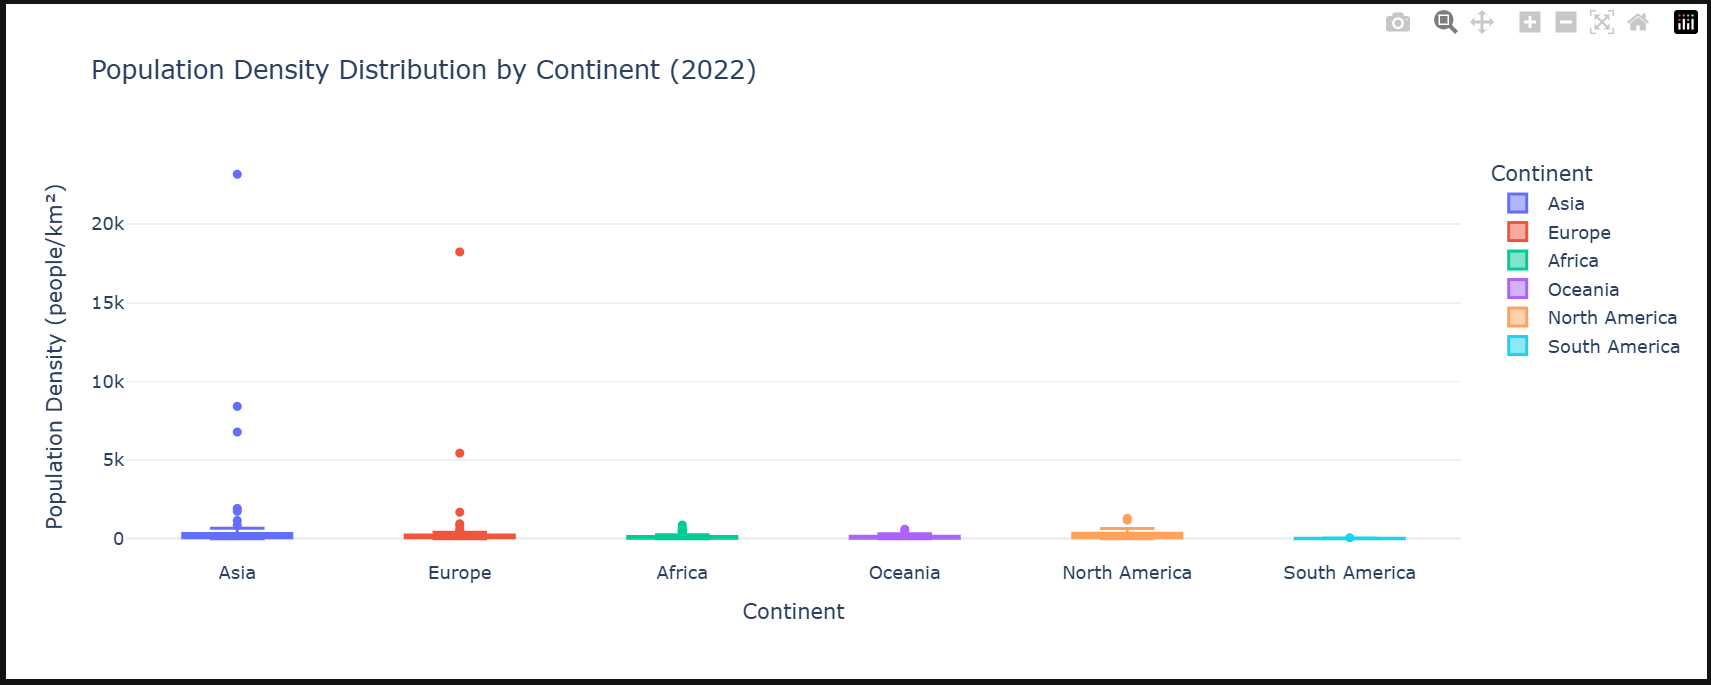 Population Density Distribution by Continent (2022)
Population Density (people/km²)
20k
15k
10k
5k
0
Asia
Europe
Africa
Oceania
North America
South America
Continent
Continent
Asia
Europe
Africa
Oceania
North America
South America